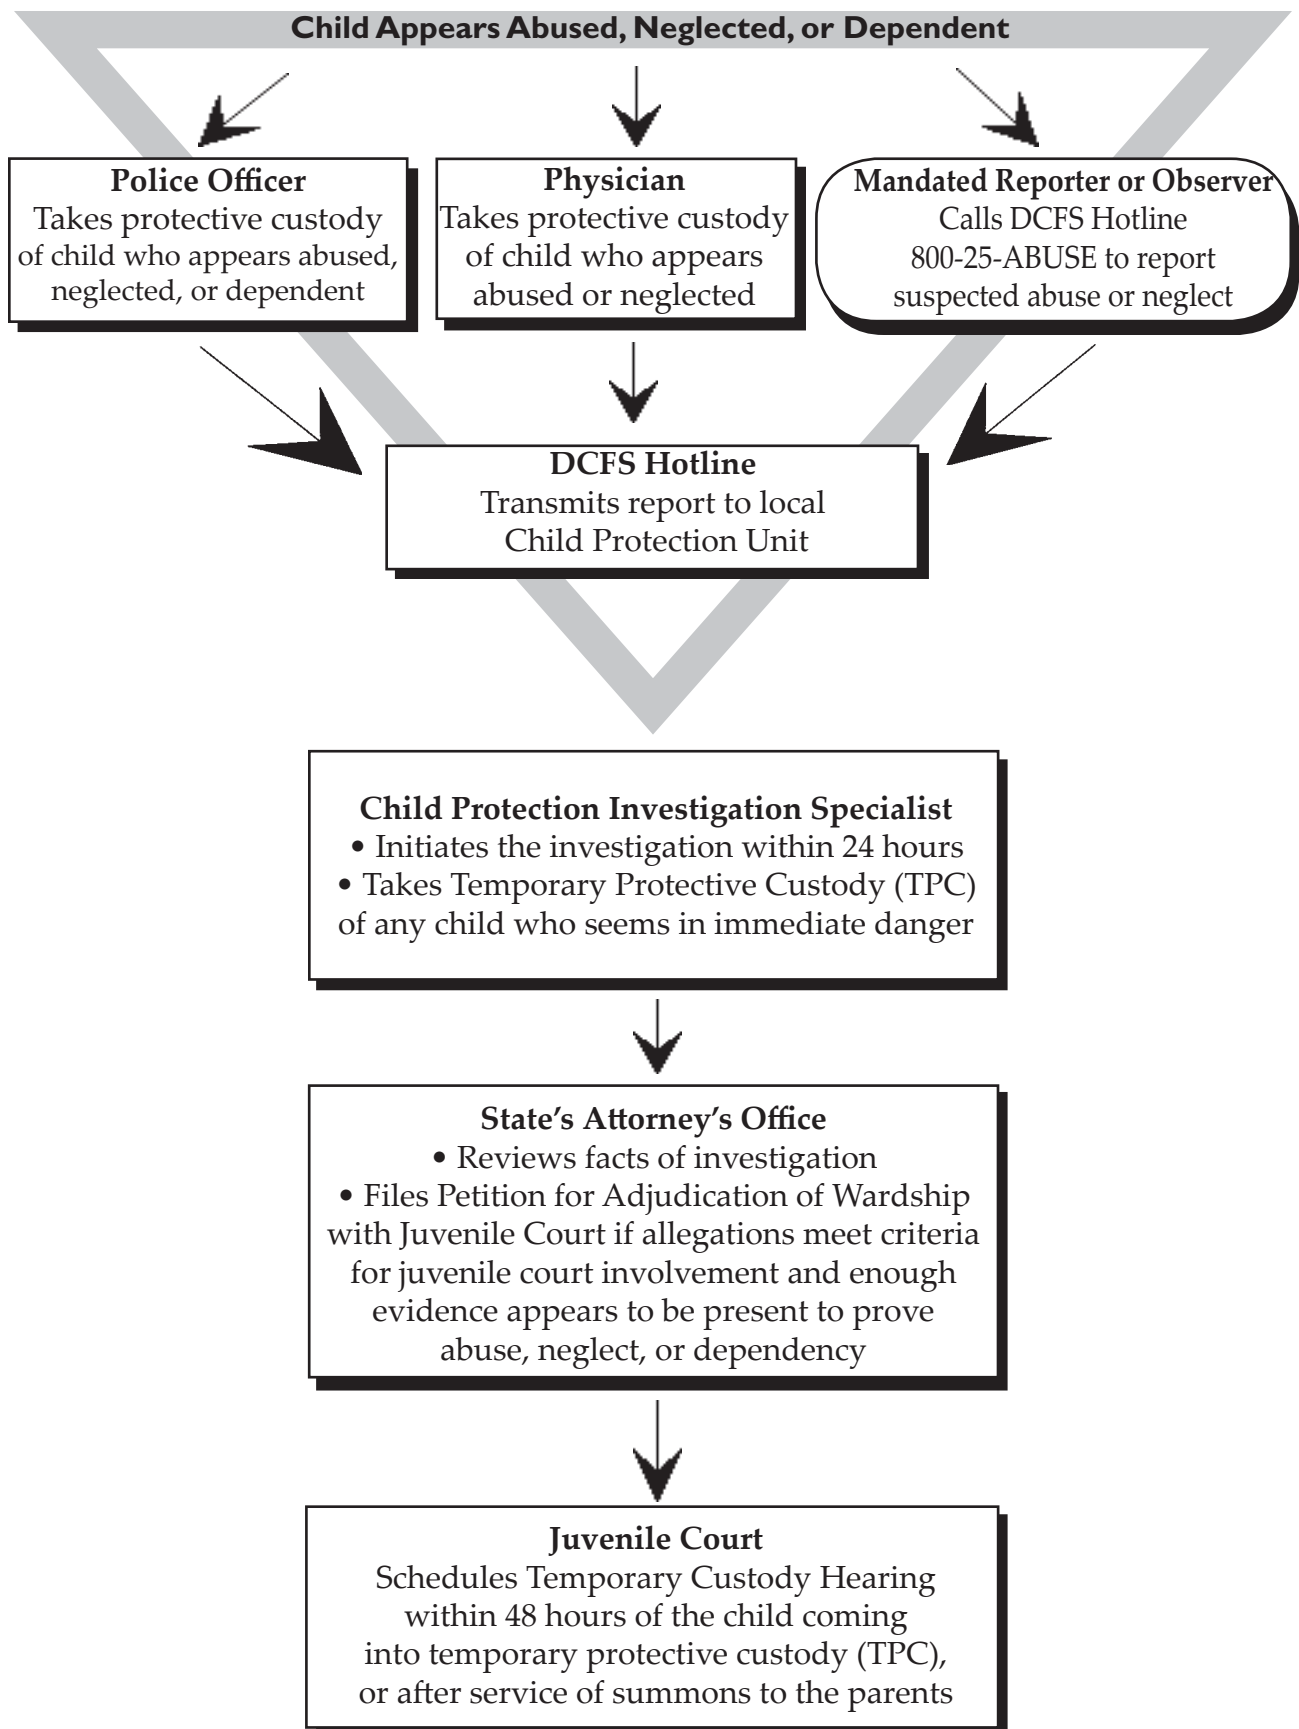 Child Appears Abused, Neglected, or Dependent
Police Officer
Takes protective custody
of child who appears abused,
neglected, or dependent
Physician
Takes protective custody
of child who appears
abused or neglected
Mandated Reporter or Observer
Calls DCFS Hotline
800-25-ABUSE to report
suspected abuse or neglect
DCFS Hotline
Transmits report to local
Child Protection Unit
Child Protection Investigation Specialist
• Initiates the investigation within 24 hours
• Takes Temporary Protective Custody (TPC)
of any child who seems in immediate danger
State’s Attorney’s Office
• Reviews facts of investigation
• Files Petition for Adjudication of Wardship
with Juvenile Court if allegations meet criteria
for juvenile court involvement and enough
evidence appears to be present to prove
abuse, neglect, or dependency
Juvenile Court
Schedules Temporary Custody Hearing
within 48 hours of the child coming
into temporary protective custody (TPC),
or after service of summons to the parents